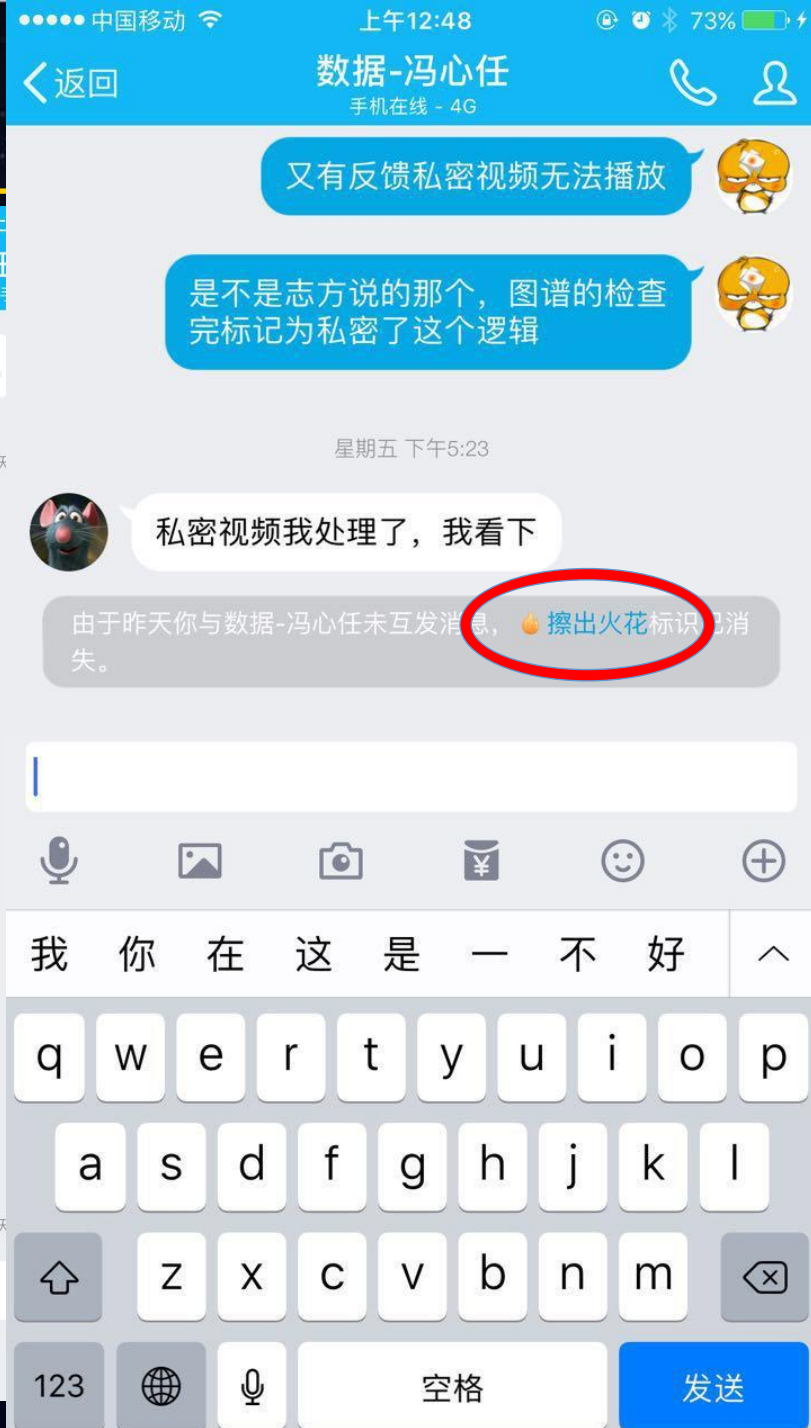 中国移动 上午12:48 73%
返回 数据-冯心任
手机在线 - 4G
又有反馈私密视频无法播放
是不是志方说的那个，图谱的检查
完标记为私密了这个逻辑
星期五 下午5:23
私密视频我处理了，我看下
由于昨天你与数据-冯心任未互发消息，擦出火花标识已消
失。
我 你 在 这 是 一 不 好
q w e r t y u i o p
a s d f g h j k l
z x c v b n m
123 空格 发送